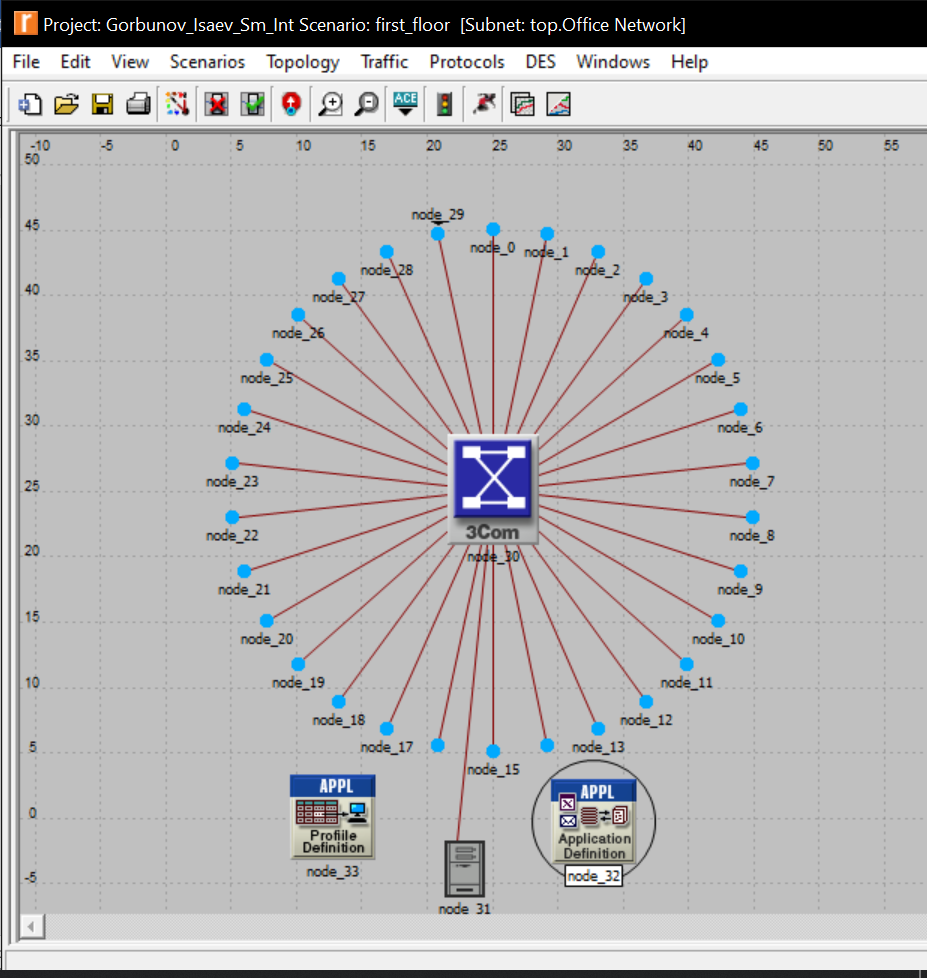 Project: Gorbunov_Isaev_Sm_Int Scenario: first_floor [Subnet: top.Office Network]
File Edit View Scenarios Topology Traffic Protocols DES Windows Help
ACE
-10 -5 0 5 10 15 20 25 30 35 40 45 50 55
50
node_29
45
node_0
node_1
node_28
node_2
40
node_27
node_3
node_26
node_4
35
node_25
node_5
30
node_24
node_6
25
node_23
node_7
3Com
node_22
node_8
20
node_30
node_21
node_9
15
node_20
node_10
10
node_19
node_11
node_18
node_12
5
node_17
node_13
node_15
0
APPL
Profile
Definition
node_33
APPL
Application
Definition
node_32
-5
node_31